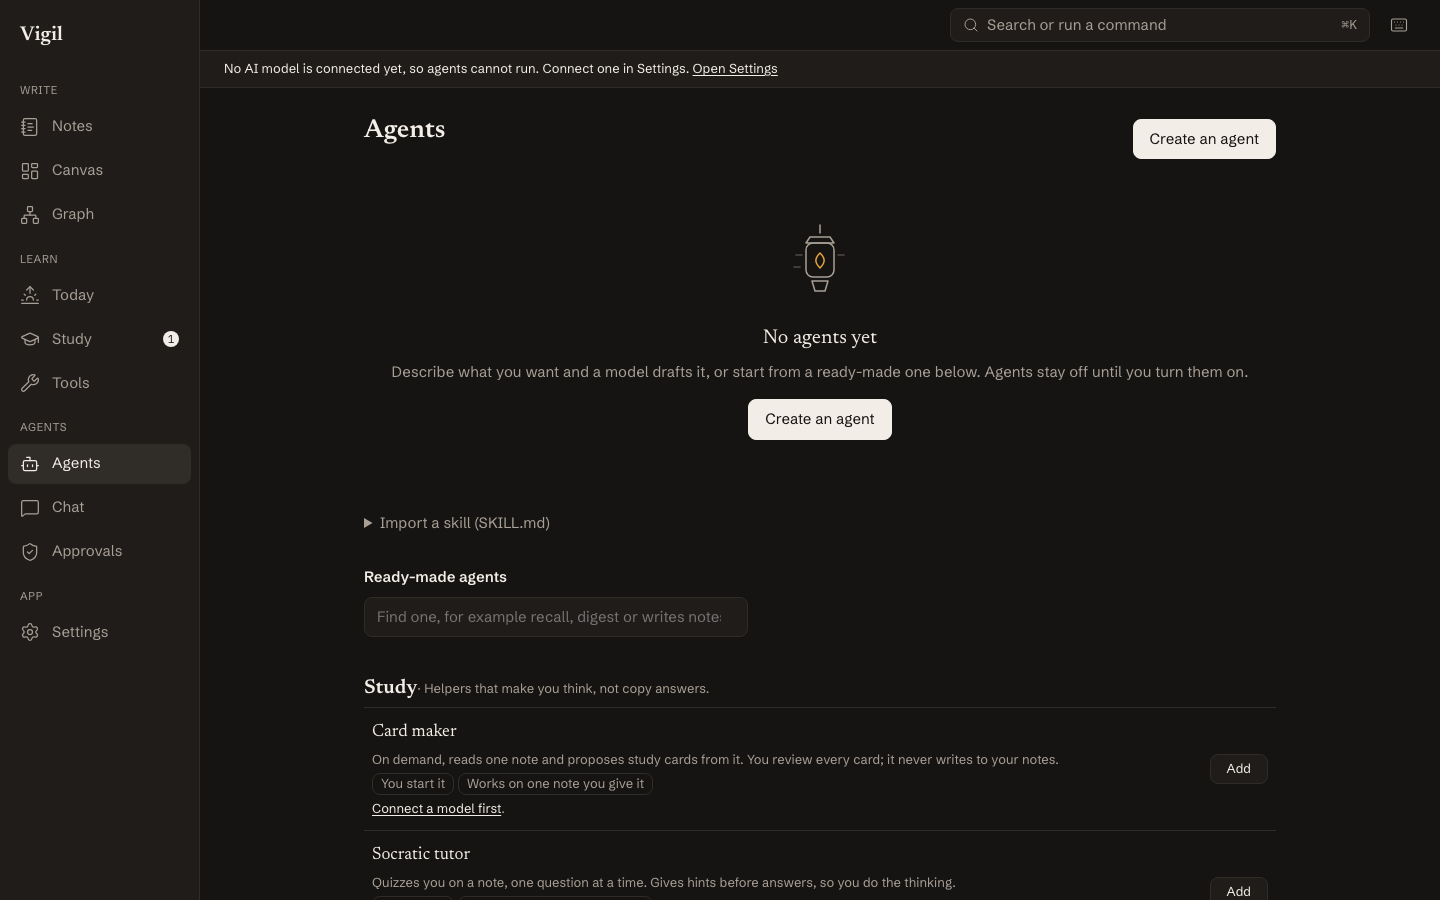 Vigil
Search or run a command
⌘K
No AI model is connected yet, so agents cannot run. Connect one in Settings. Open Settings
WRITE
Notes
Canvas
Graph
LEARN
Today
Study
1
Tools
AGENTS
Agents
Chat
Approvals
APP
Settings
Agents
Create an agent
No agents yet
Describe what you want and a model drafts it, or start from a ready-made one below. Agents stay off until you turn them on.
Create an agent
Import a skill (SKILL.md)
Ready-made agents
Find one, for example recall, digest or writes notes
Study· Helpers that make you think, not copy answers.
Card maker
On demand, reads one note and proposes study cards from it. You review every card; it never writes to your notes.
You start it
Works on one note you give it
Connect a model first.
Add
Socratic tutor
Quizzes you on a note, one question at a time. Gives hints before answers, so you do the thinking.
Add